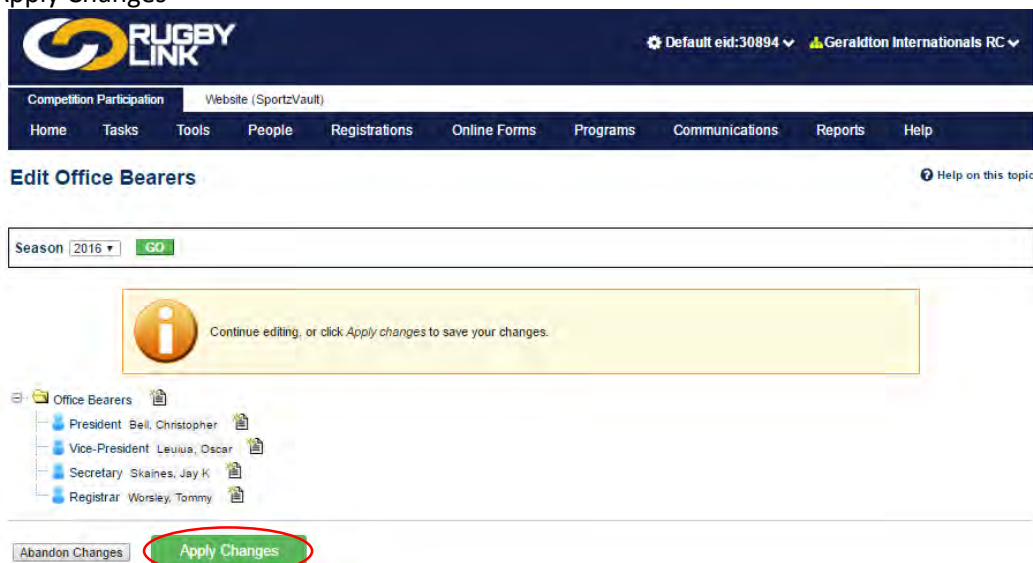 Apply Changes
RUGBY
LINK
Default eid:30894
Geraldton Internationals RC
Competition Participation Website (SportzVault)
Home Tasks Tools People Registrations Online Forms Programs Communications Reports Help
Edit Office Bearers
Help on this topic
Season 2016 GO
Continue editing, or click Apply changes to save your changes.
Office Bearers
President Bell, Christopher
Vice-President Leuiua, Oscar
Secretary Skaines, Jay K
Registrar Worsley, Tommy
Abandon Changes Apply Changes